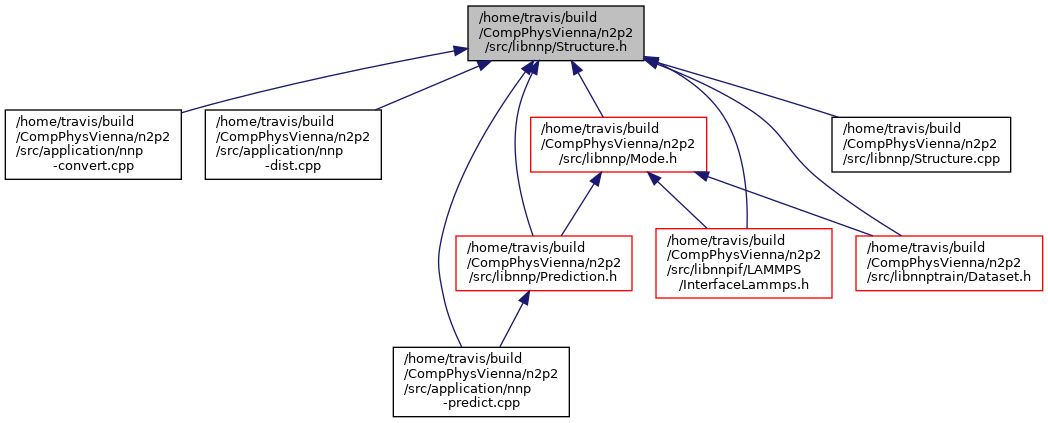 /home/travis/build
/CompPhysVienna/n2p2
/src/libnnp/Structure.h
/home/travis/build
/CompPhysVienna/n2p2
/src/application/nnp
-convert.cpp
/home/travis/build
/CompPhysVienna/n2p2
/src/application/nnp
-dist.cpp
/home/travis/build
/CompPhysVienna/n2p2
/src/libnnp/Mode.h
/home/travis/build
/CompPhysVienna/n2p2
/src/libnnp/Structure.cpp
/home/travis/build
/CompPhysVienna/n2p2
/src/libnnp/Prediction.h
/home/travis/build
/CompPhysVienna/n2p2
/src/libnnpif/LAMMPS
/InterfaceLammps.h
/home/travis/build
/CompPhysVienna/n2p2
/src/libnnptrain/Dataset.h
/home/travis/build
/CompPhysVienna/n2p2
/src/application/nnp
-predict.cpp